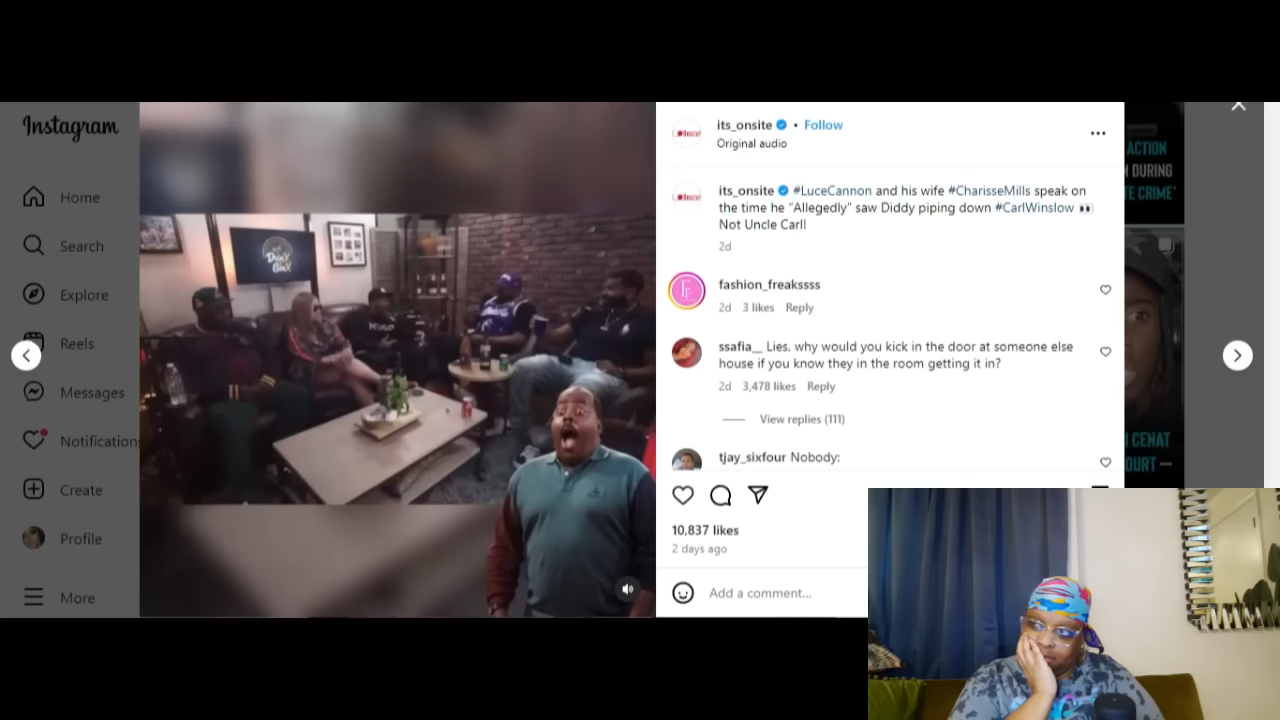 Instagram
Home
Search
Explore
Reels
Messages
Notification
Create
Profile
More
DRINX
its_onsite • Follow
Original audio
its_onsite #LuceCannon and his wife #CharisseMills speak on
the time he “Allegedly” saw Diddy piping down #CarlWinslow 👀
Not Uncle Carl!
2d
fashion_freakssss
2d 3 likes Reply
ssafia__ Lies, why would you kick in the door at someone else
house if you know they in the room getting it in?
2d 3,478 likes Reply
View replies (111)
tjay_sixfour Nobody:
10,837 likes
2 days ago
Add a comment...
ACTION
DURING
CRIME'
CENAT
OURT —